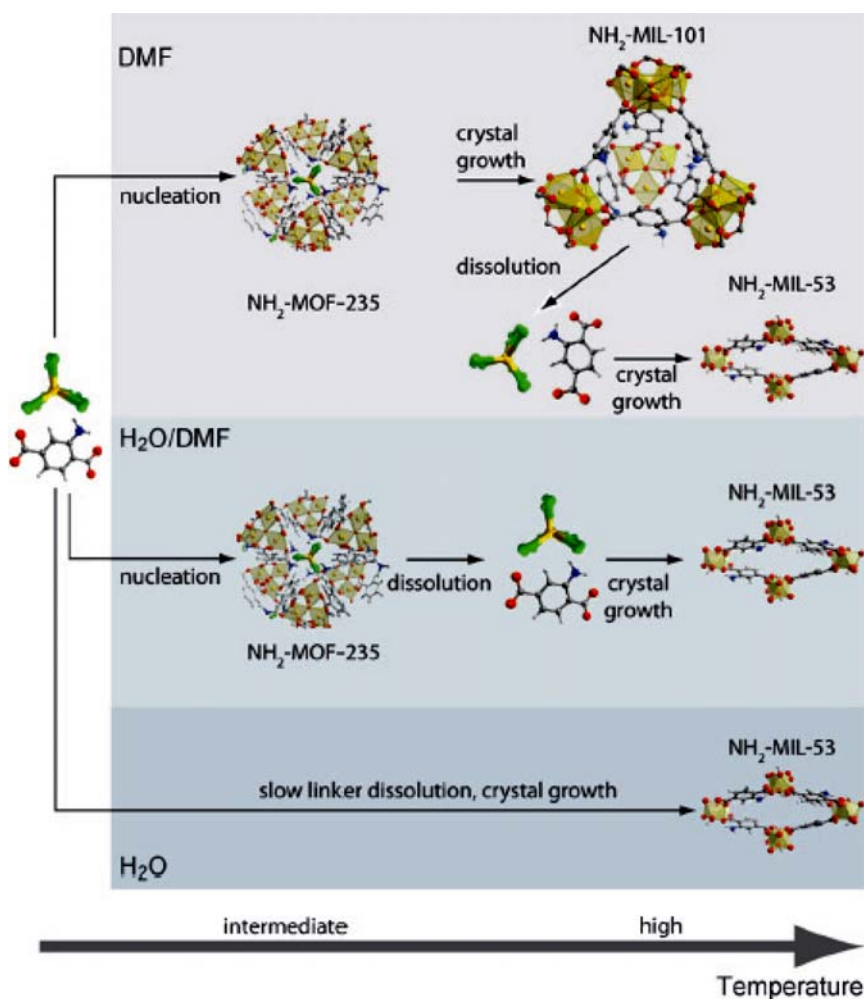 DMF
NH₂-MIL-101
crystal
growth
nucleation
dissolution
NH₂-MOF-235
NH₂-MIL-53
crystal
growth
H₂O/DMF
NH₂-MIL-53
nucleation
dissolution
crystal
growth
NH₂-MOF-235
NH₂-MIL-53
slow linker dissolution, crystal growth
H₂O
intermediate
high
Temperature